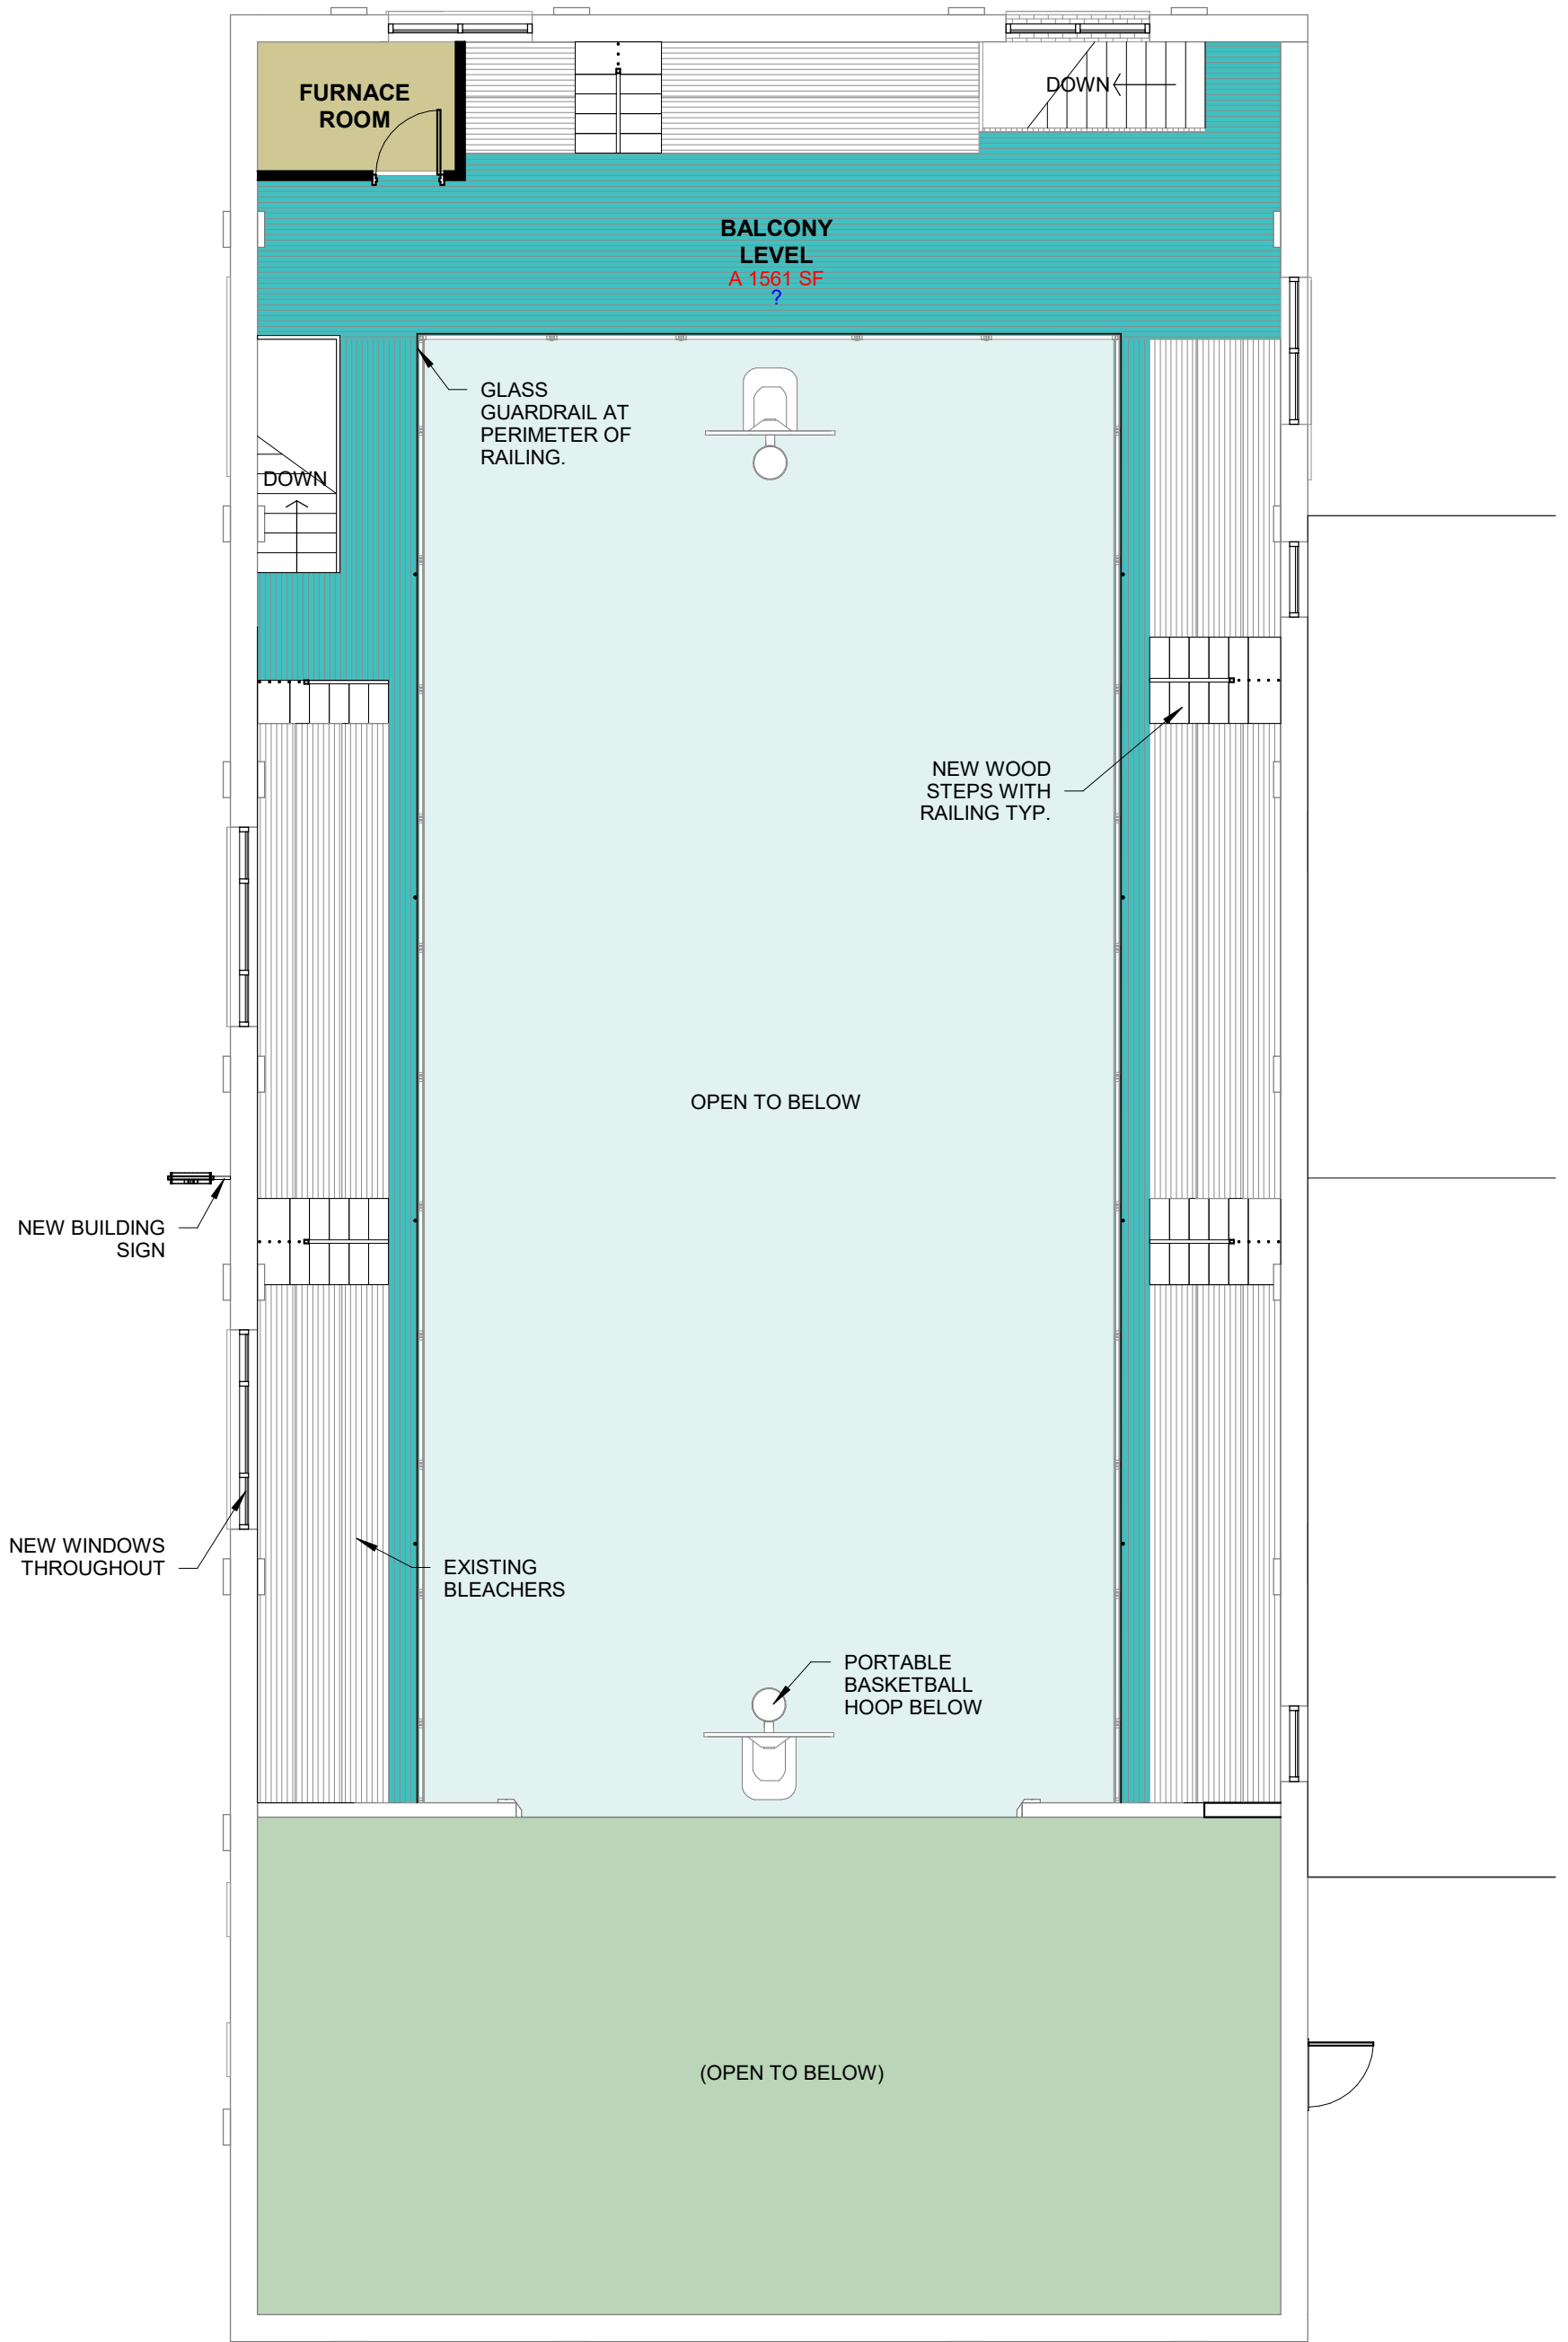 FURNACE
ROOM
DOWN
BALCONY
LEVEL
A 1561 SF
?
GLASS
GUARDRAIL AT
PERIMETER OF
RAILING.
DOWN
NEW WOOD
STEPS WITH
RAILING TYP.
OPEN TO BELOW
NEW BUILDING
SIGN
NEW WINDOWS
THROUGHOUT
EXISTING
BLEACHERS
PORTABLE
BASKETBALL
HOOP BELOW
(OPEN TO BELOW)